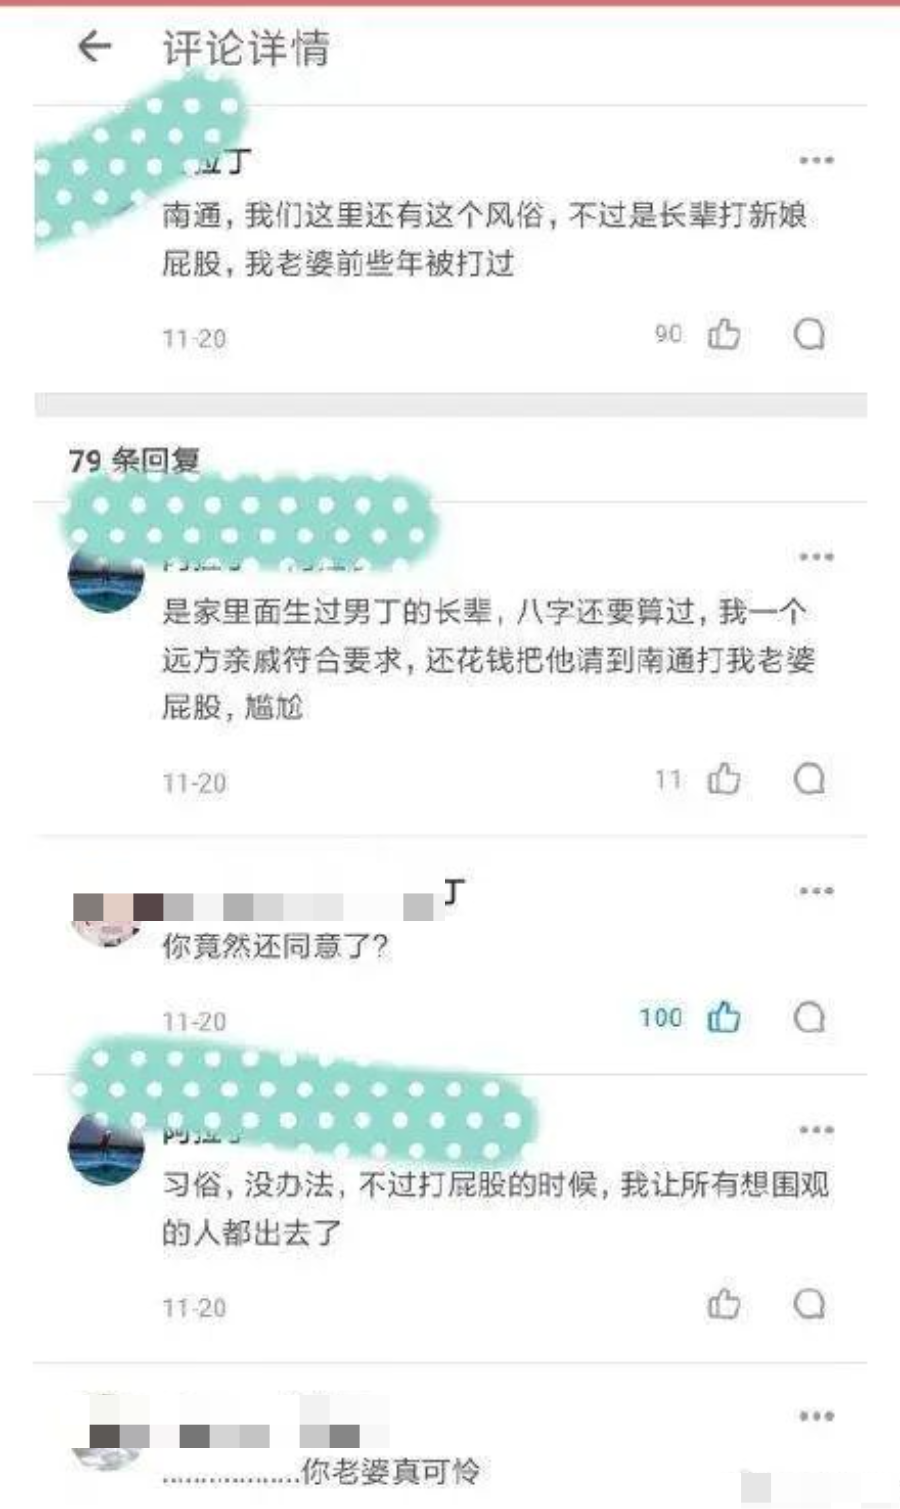 评论详情
拉丁
南通，我们这里还有这个风俗，不过是长辈打新娘
屁股，我老婆前些年被打过
11-20
90
79 条回复
是家里面生过男丁的长辈，八字还要算过，我一个
远方亲戚符合要求，还花钱把他请到南通打我老婆
屁股，尴尬
11-20
11
丁
你竟然还同意了?
11-20
100
习俗，没办法，不过打屁股的时候，我让所有想围观
的人都出去了
11-20
.................你老婆真可怜